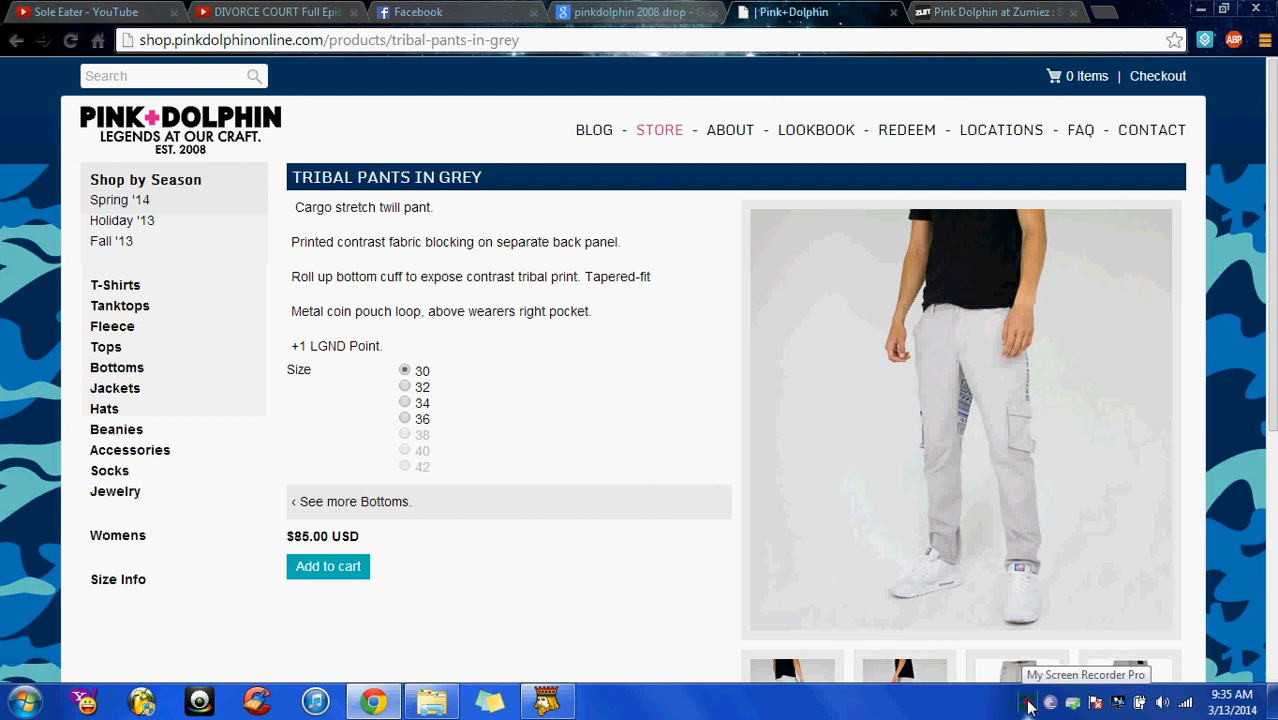 Sole Eater - YouTube
DIVORCE COURT Full Epis
Facebook
pinkdolphin 2008 drop - G
| Pink+Dolphin
Pink Dolphin at Zumiez : S
shop.pinkdolphinonline.com/products/tribal-pants-in-grey
ABP
Search
0 Items | Checkout
PINK+DOLPHIN
LEGENDS AT OUR CRAFT.
EST. 2008
BLOG - STORE - ABOUT - LOOKBOOK - REDEEM - LOCATIONS - FAQ - CONTACT
Shop by Season
Spring '14
Holiday '13
Fall '13
T-Shirts
Tanktops
Fleece
Tops
Bottoms
Jackets
Hats
Beanies
Accessories
Socks
Jewelry
Womens
Size Info
TRIBAL PANTS IN GREY
Cargo stretch twill pant.
Printed contrast fabric blocking on separate back panel.
Roll up bottom cuff to expose contrast tribal print. Tapered-fit
Metal coin pouch loop, above wearers right pocket.
+1 LGND Point.
Size
30
32
34
36
38
40
42
‹ See more Bottoms.
$85.00 USD
Add to cart
My Screen Recorder Pro
9:35 AM
3/13/2014